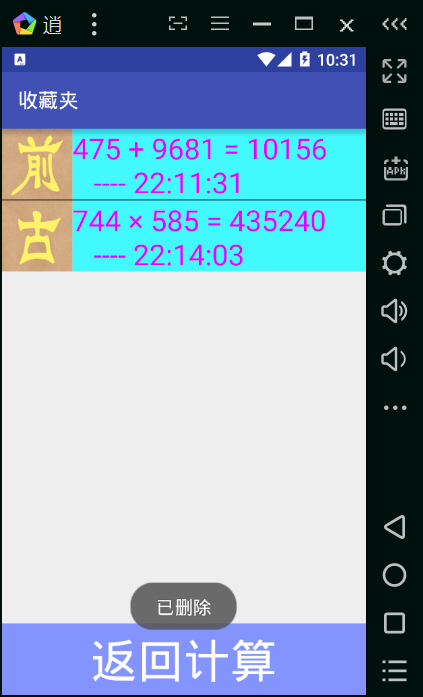 逍
10:31
收藏夹
前
475 + 9681 = 10156
---- 22:11:31
古
744 × 585 = 435240
---- 22:14:03
已删除
返回计算
APK